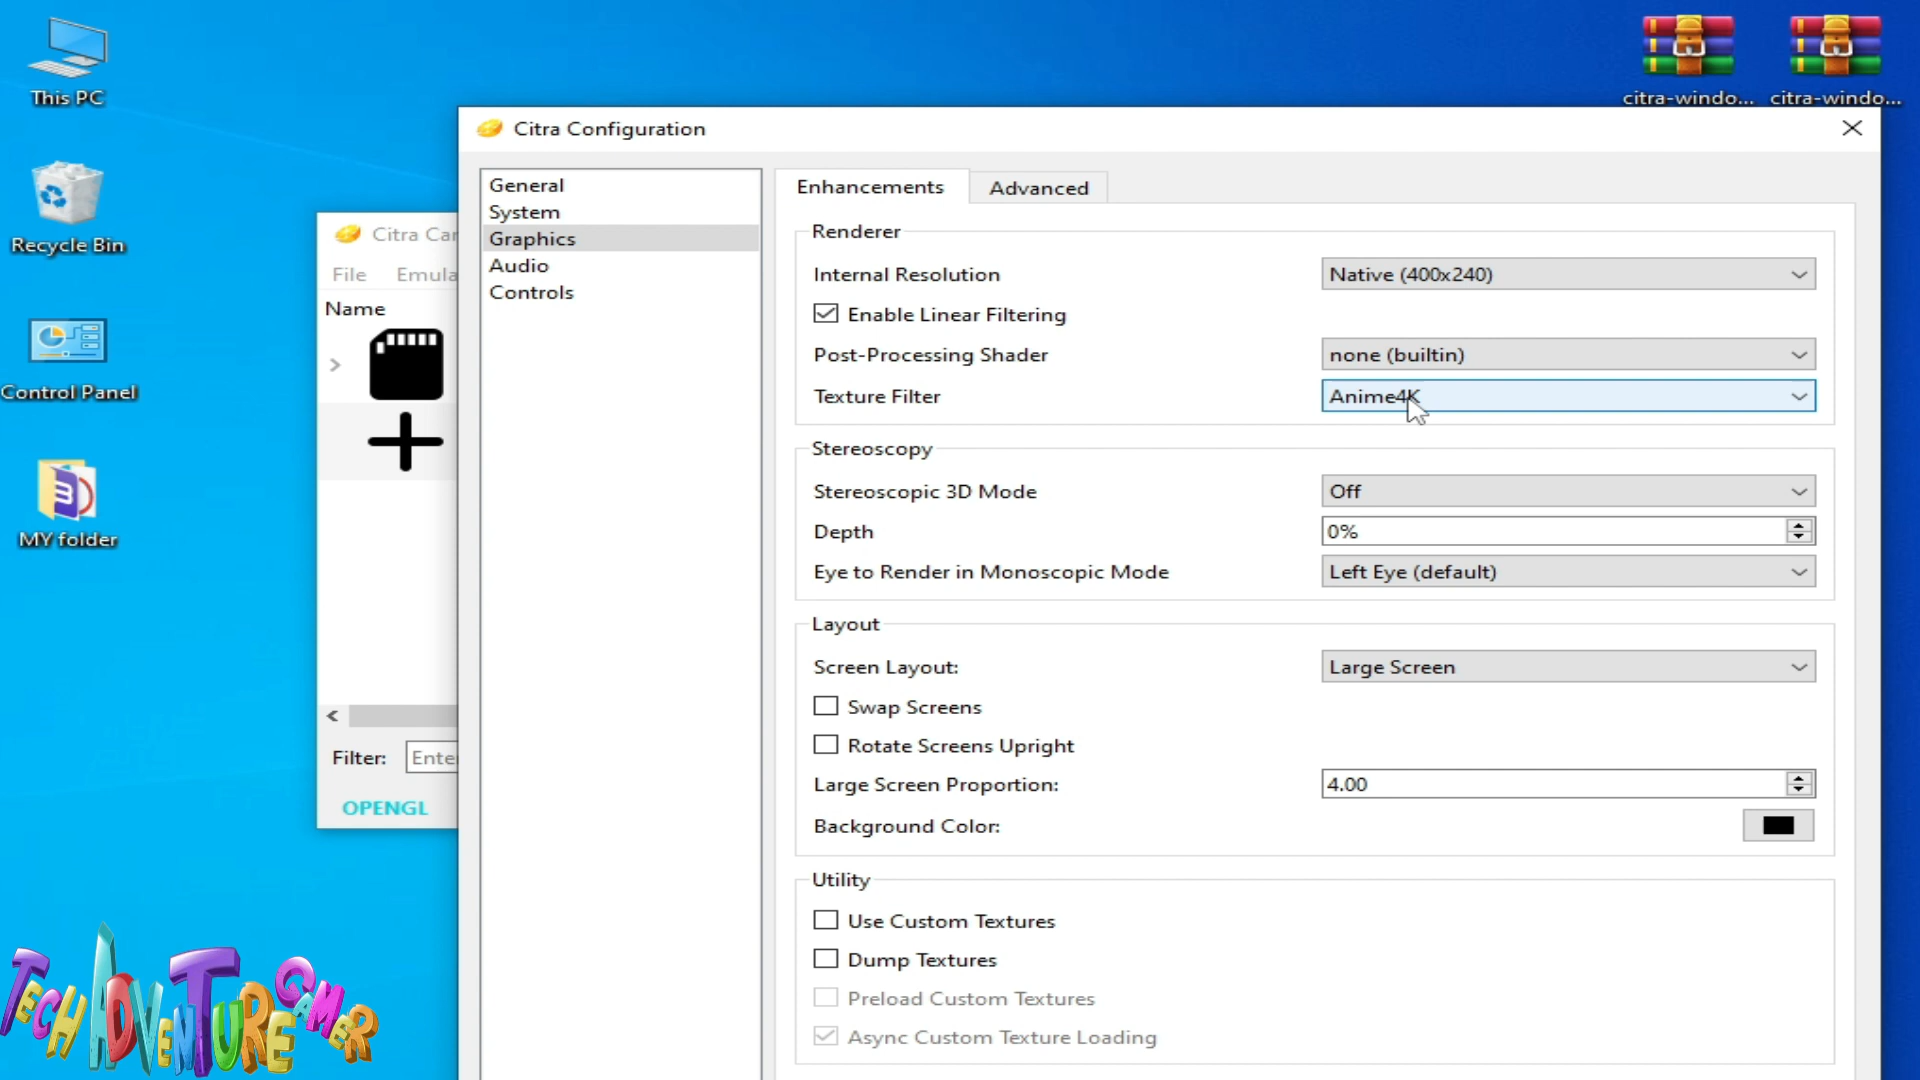 This PC
Recycle Bin
Control Panel
MY folder
citra-windo...
citra-windo...
Citra Configuration
Citra Can
File Emula
Name
Filter: Enter
OPENGL
General
System
Graphics
Audio
Controls
Enhancements Advanced
Renderer
Internal Resolution Native (400x240)
Enable Linear Filtering
Post-Processing Shader none (builtin)
Texture Filter Anime4K
Stereoscopy
Stereoscopic 3D Mode Off
Depth 0%
Eye to Render in Monoscopic Mode Left Eye (default)
Layout
Screen Layout: Large Screen
Swap Screens
Rotate Screens Upright
Large Screen Proportion: 4.00
Background Color:
Utility
Use Custom Textures
Dump Textures
Preload Custom Textures
Async Custom Texture Loading
TECH ADVENTURE GAMER